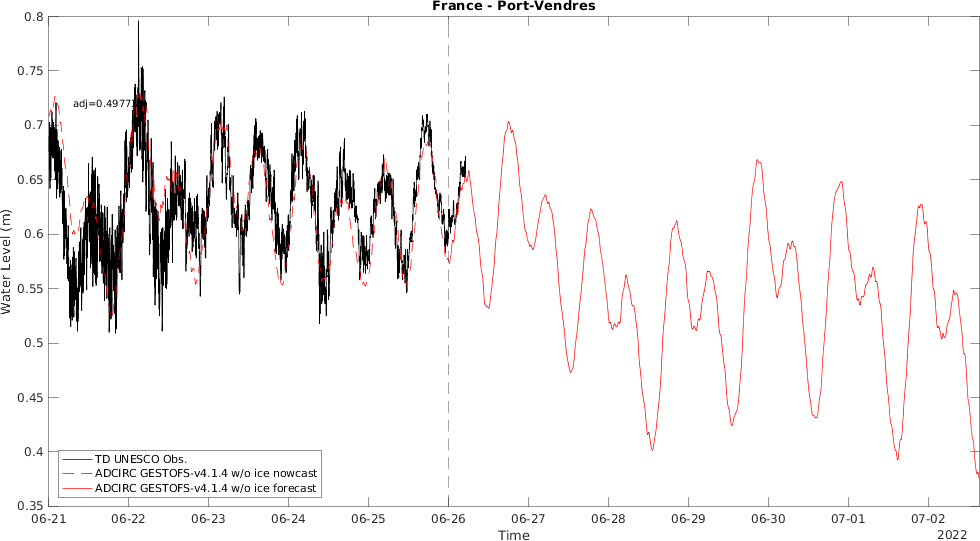 France - Port-Vendres
0.8
0.75
0.7
0.65
0.6
0.55
0.5
0.45
0.4
0.35
Water Level (m)
adj=0.4977
TD UNESCO Obs.
ADCIRC GESTOFS-v4.1.4 w/o ice nowcast
ADCIRC GESTOFS-v4.1.4 w/o ice forecast
06-21 06-22 06-23 06-24 06-25 06-26 06-27 06-28 06-29 06-30 07-01 07-02
Time
2022